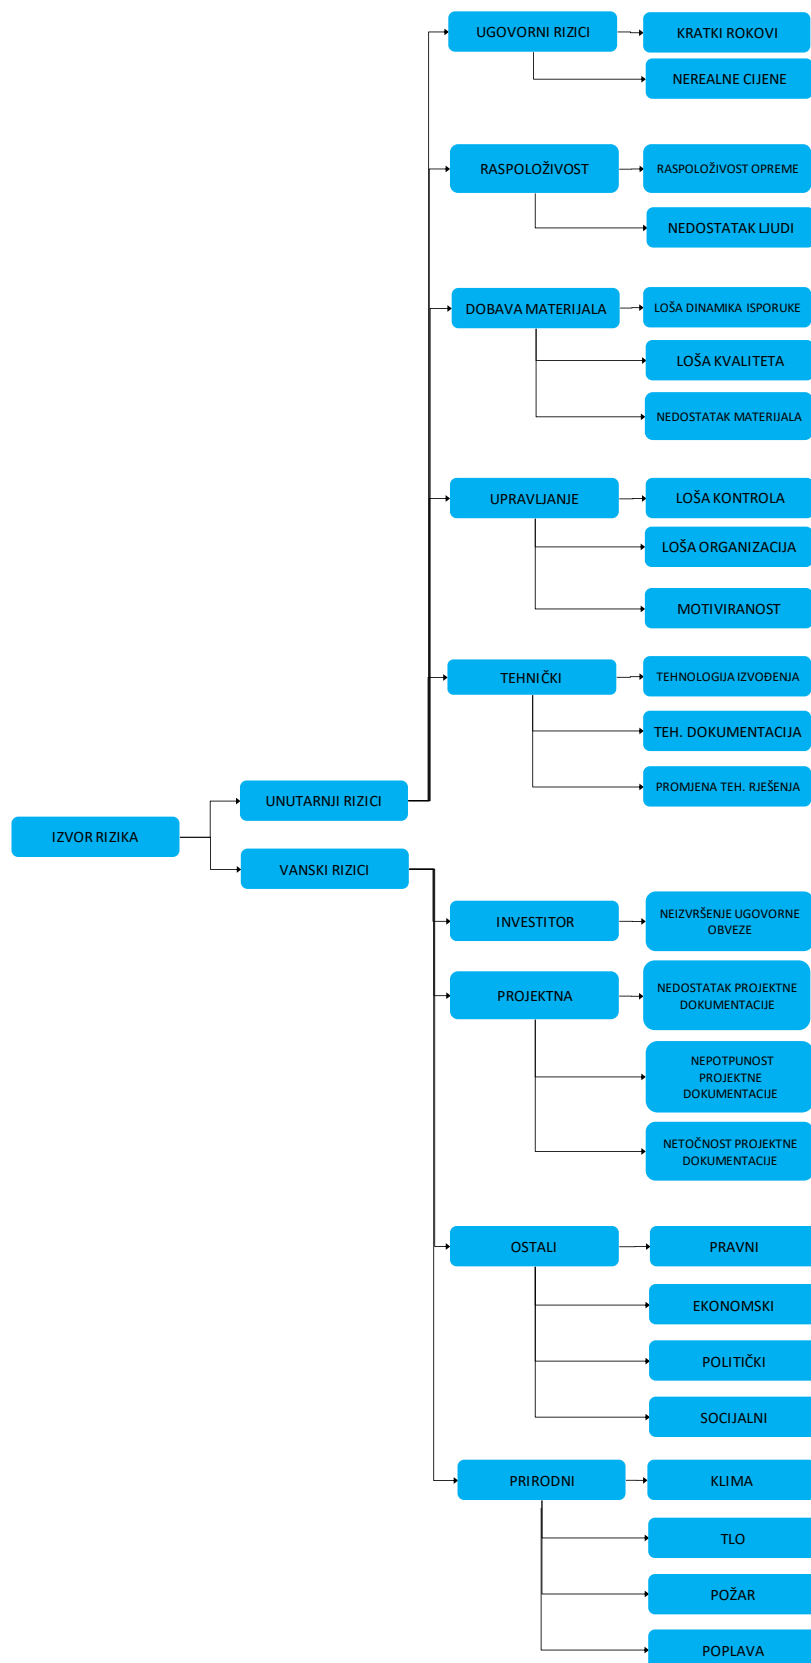 UGOVORNI RIZICI
KRATKI ROKOVI
NEREALNE CIJENE
RASPOLOŽIVOST
RASPOLOŽIVOST OPREME
NEDOSTATAK LJUDI
DOBAVA MATERIJALA
LOŠA DINAMIKA ISPORUKE
LOŠA KVALITETA
NEDOSTATAK MATERIJALA
UPRAVLJANJE
LOŠA KONTROLA
LOŠA ORGANIZACIJA
MOTIVIRANOST
TEHNIČKI
TEHNOLOGIJA IZVOĐENJA
TEH. DOKUMENTACIJA
PROMJENA TEH. RJEŠENJA
UNUTARNJI RIZICI
IZVOR RIZIKA
VANSKI RIZICI
INVESTITOR
NEIZVRŠENJE UGOVORNE
OBVEZE
PROJEKTNA
NEDOSTATAK PROJEKTNE
DOKUMENTACIJE
NEPOTPUNOST
PROJEKTNE
DOKUMENTACIJE
NETOČNOST PROJEKTNE
DOKUMENTACIJE
OSTALI
PRAVNI
EKONOMSKI
POLITIČKI
SOCIJALNI
PRIRODNI
KLIMA
TLO
POŽAR
POPLAVA